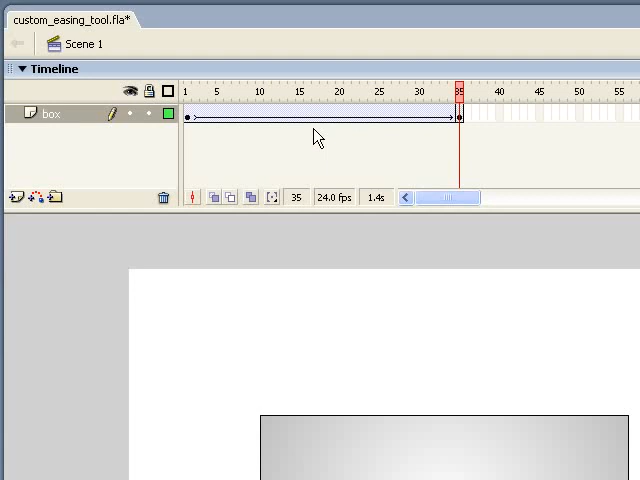 custom_easing_tool.fla*
Scene 1
Timeline
1 5 10 15 20 25 30 35 40 45 50 55
box
35 24.0 fps 1.4s